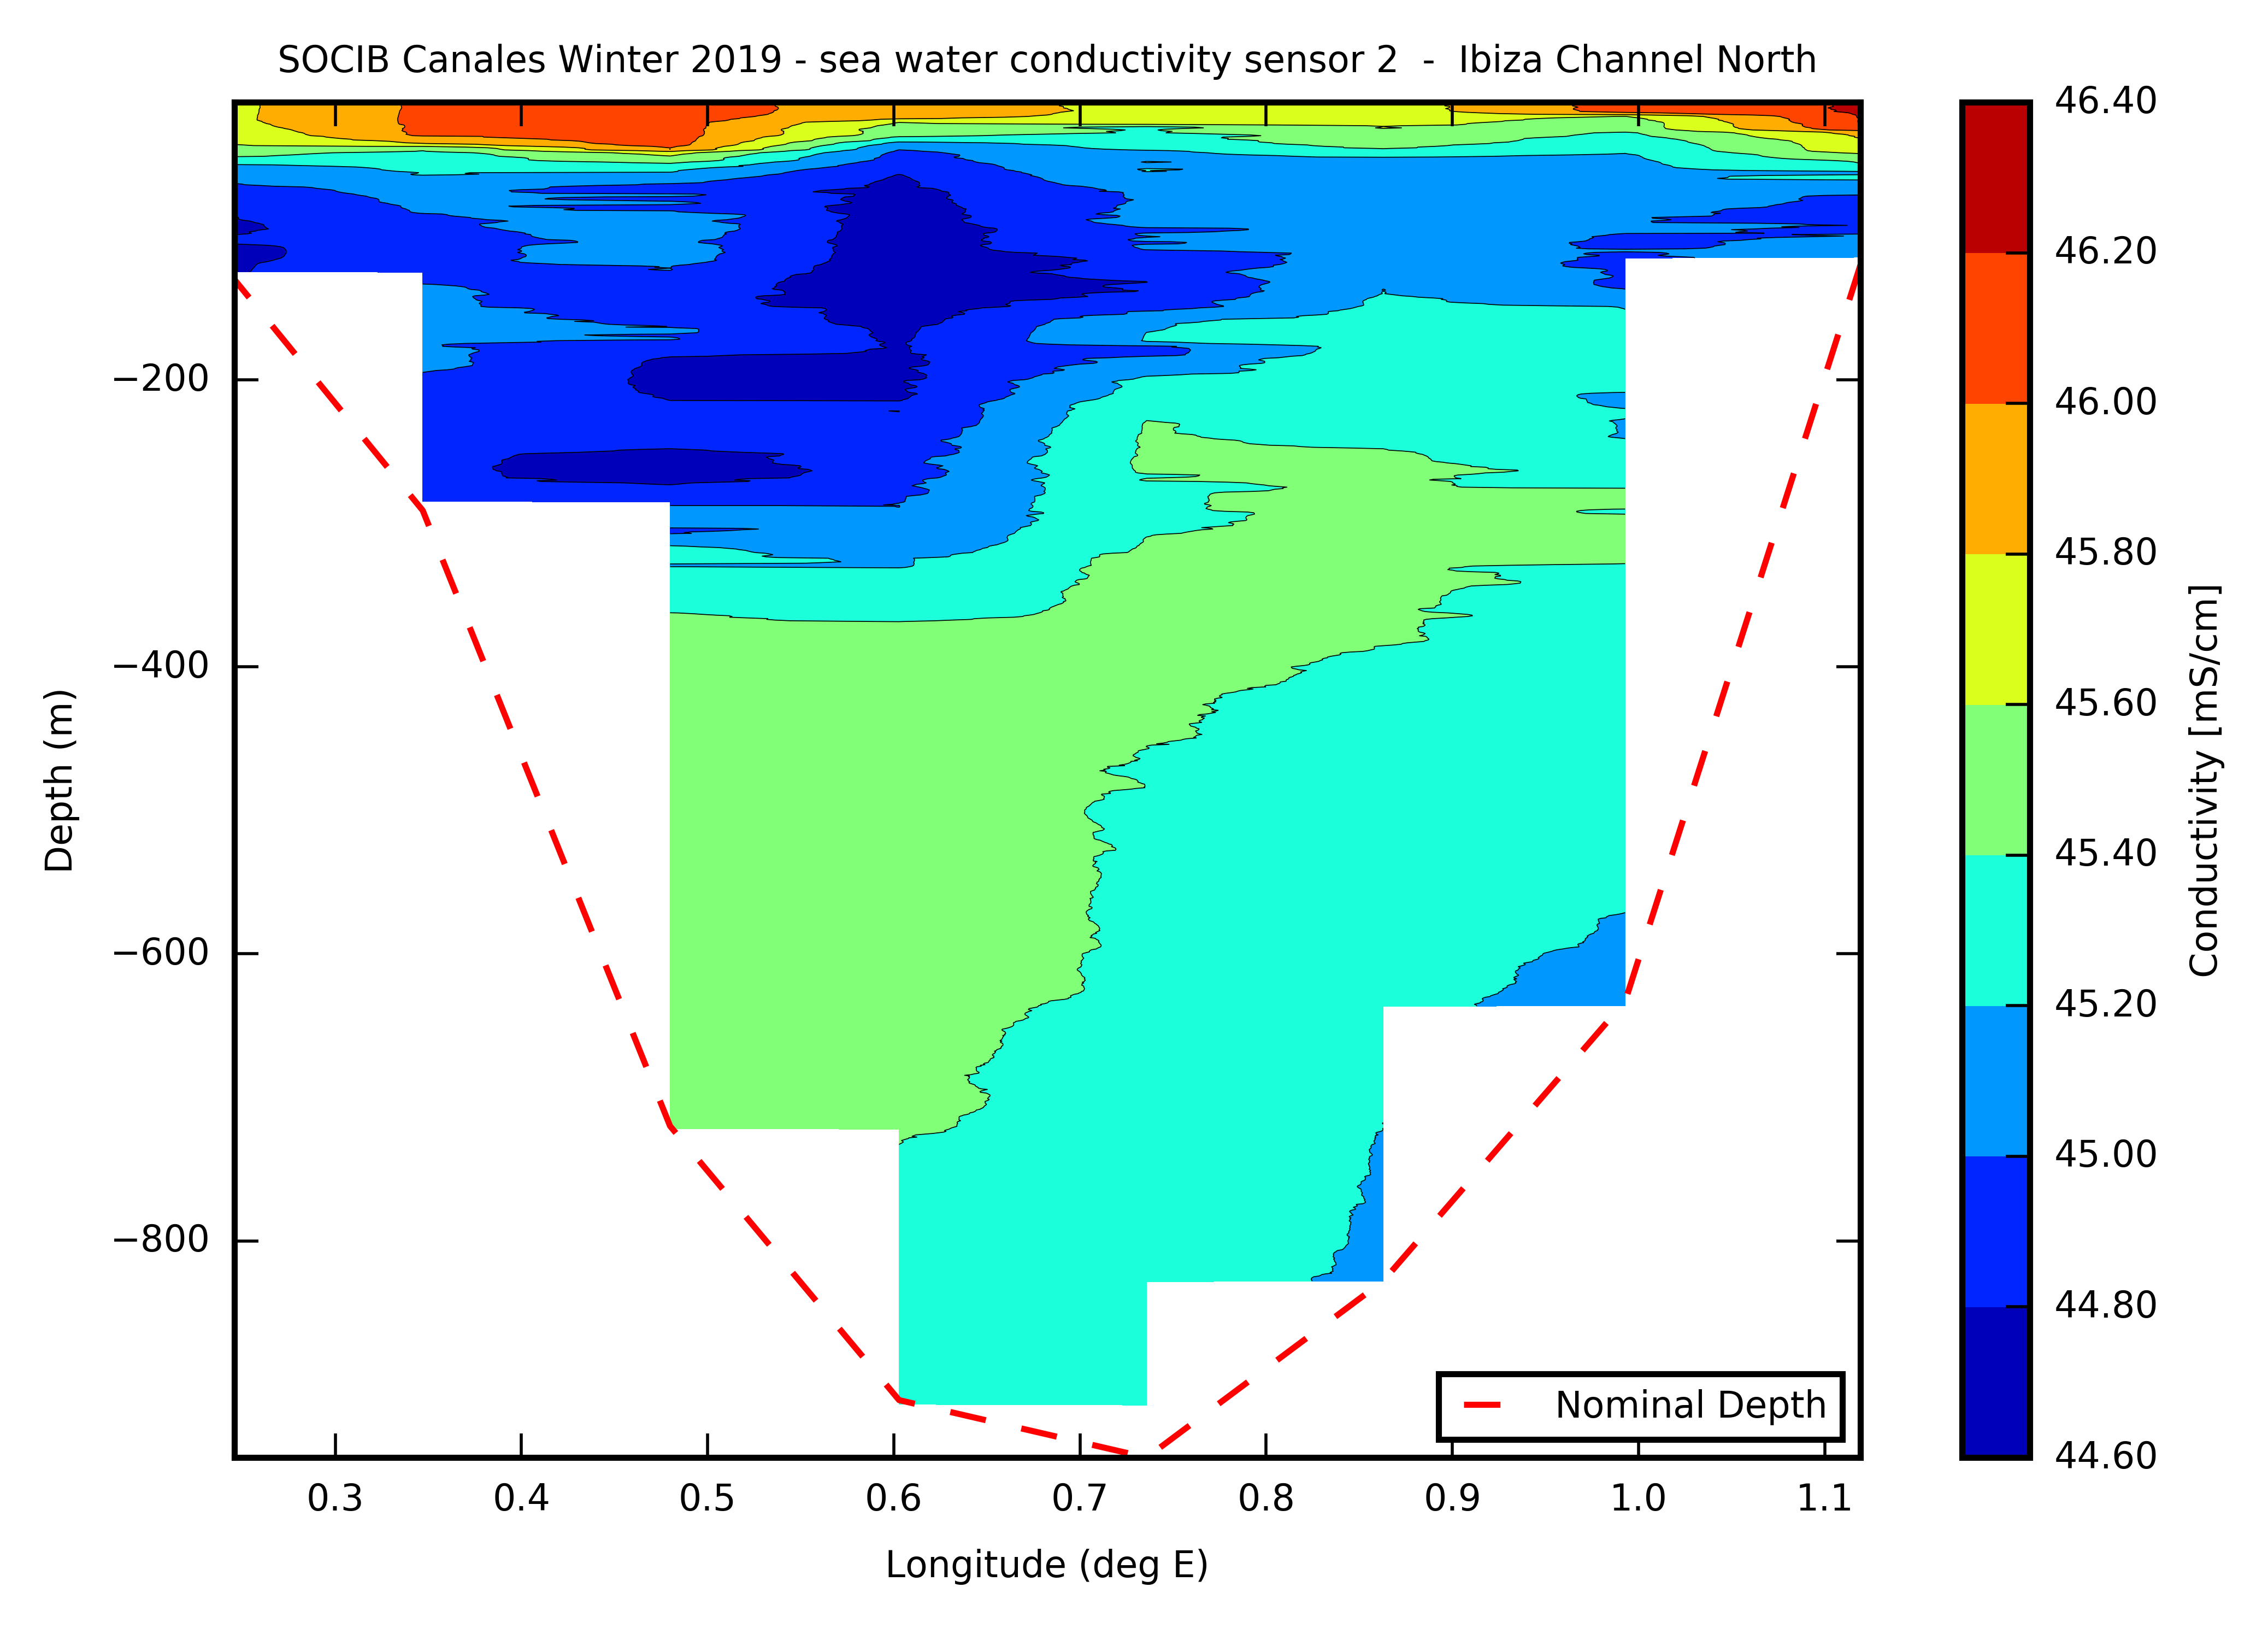 SOCIB Canales Winter 2019 - sea water conductivity sensor 2  -  Ibiza Channel North
46.40
46.20
46.00
45.80
45.60
45.40
45.20
45.00
44.80
44.60
Conductivity [mS/cm]
−200
−400
−600
−800
Depth (m)
Nominal Depth
0.3 0.4 0.5 0.6 0.7 0.8 0.9 1.0 1.1
Longitude (deg E)